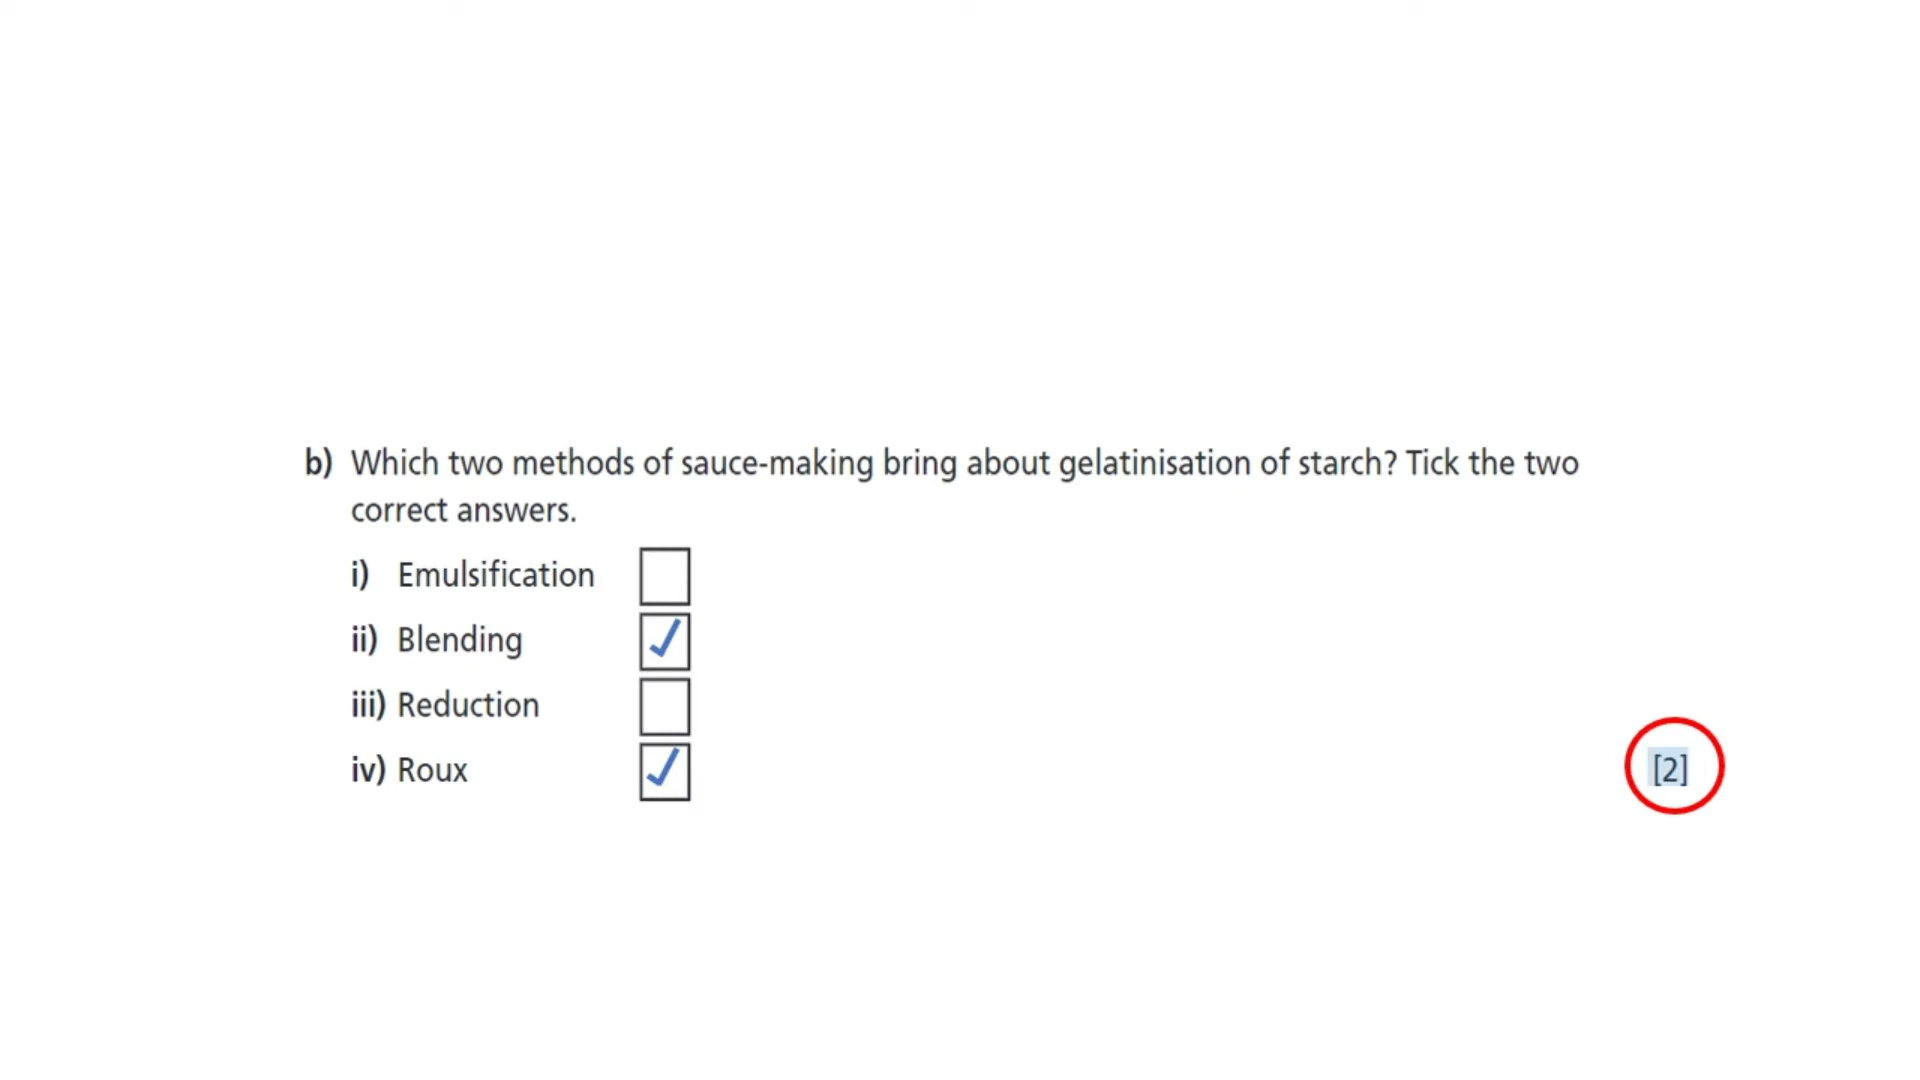 b) Which two methods of sauce-making bring about gelatinisation of starch? Tick the two
correct answers.
i) Emulsification
ii) Blending
iii) Reduction
iv) Roux [2]